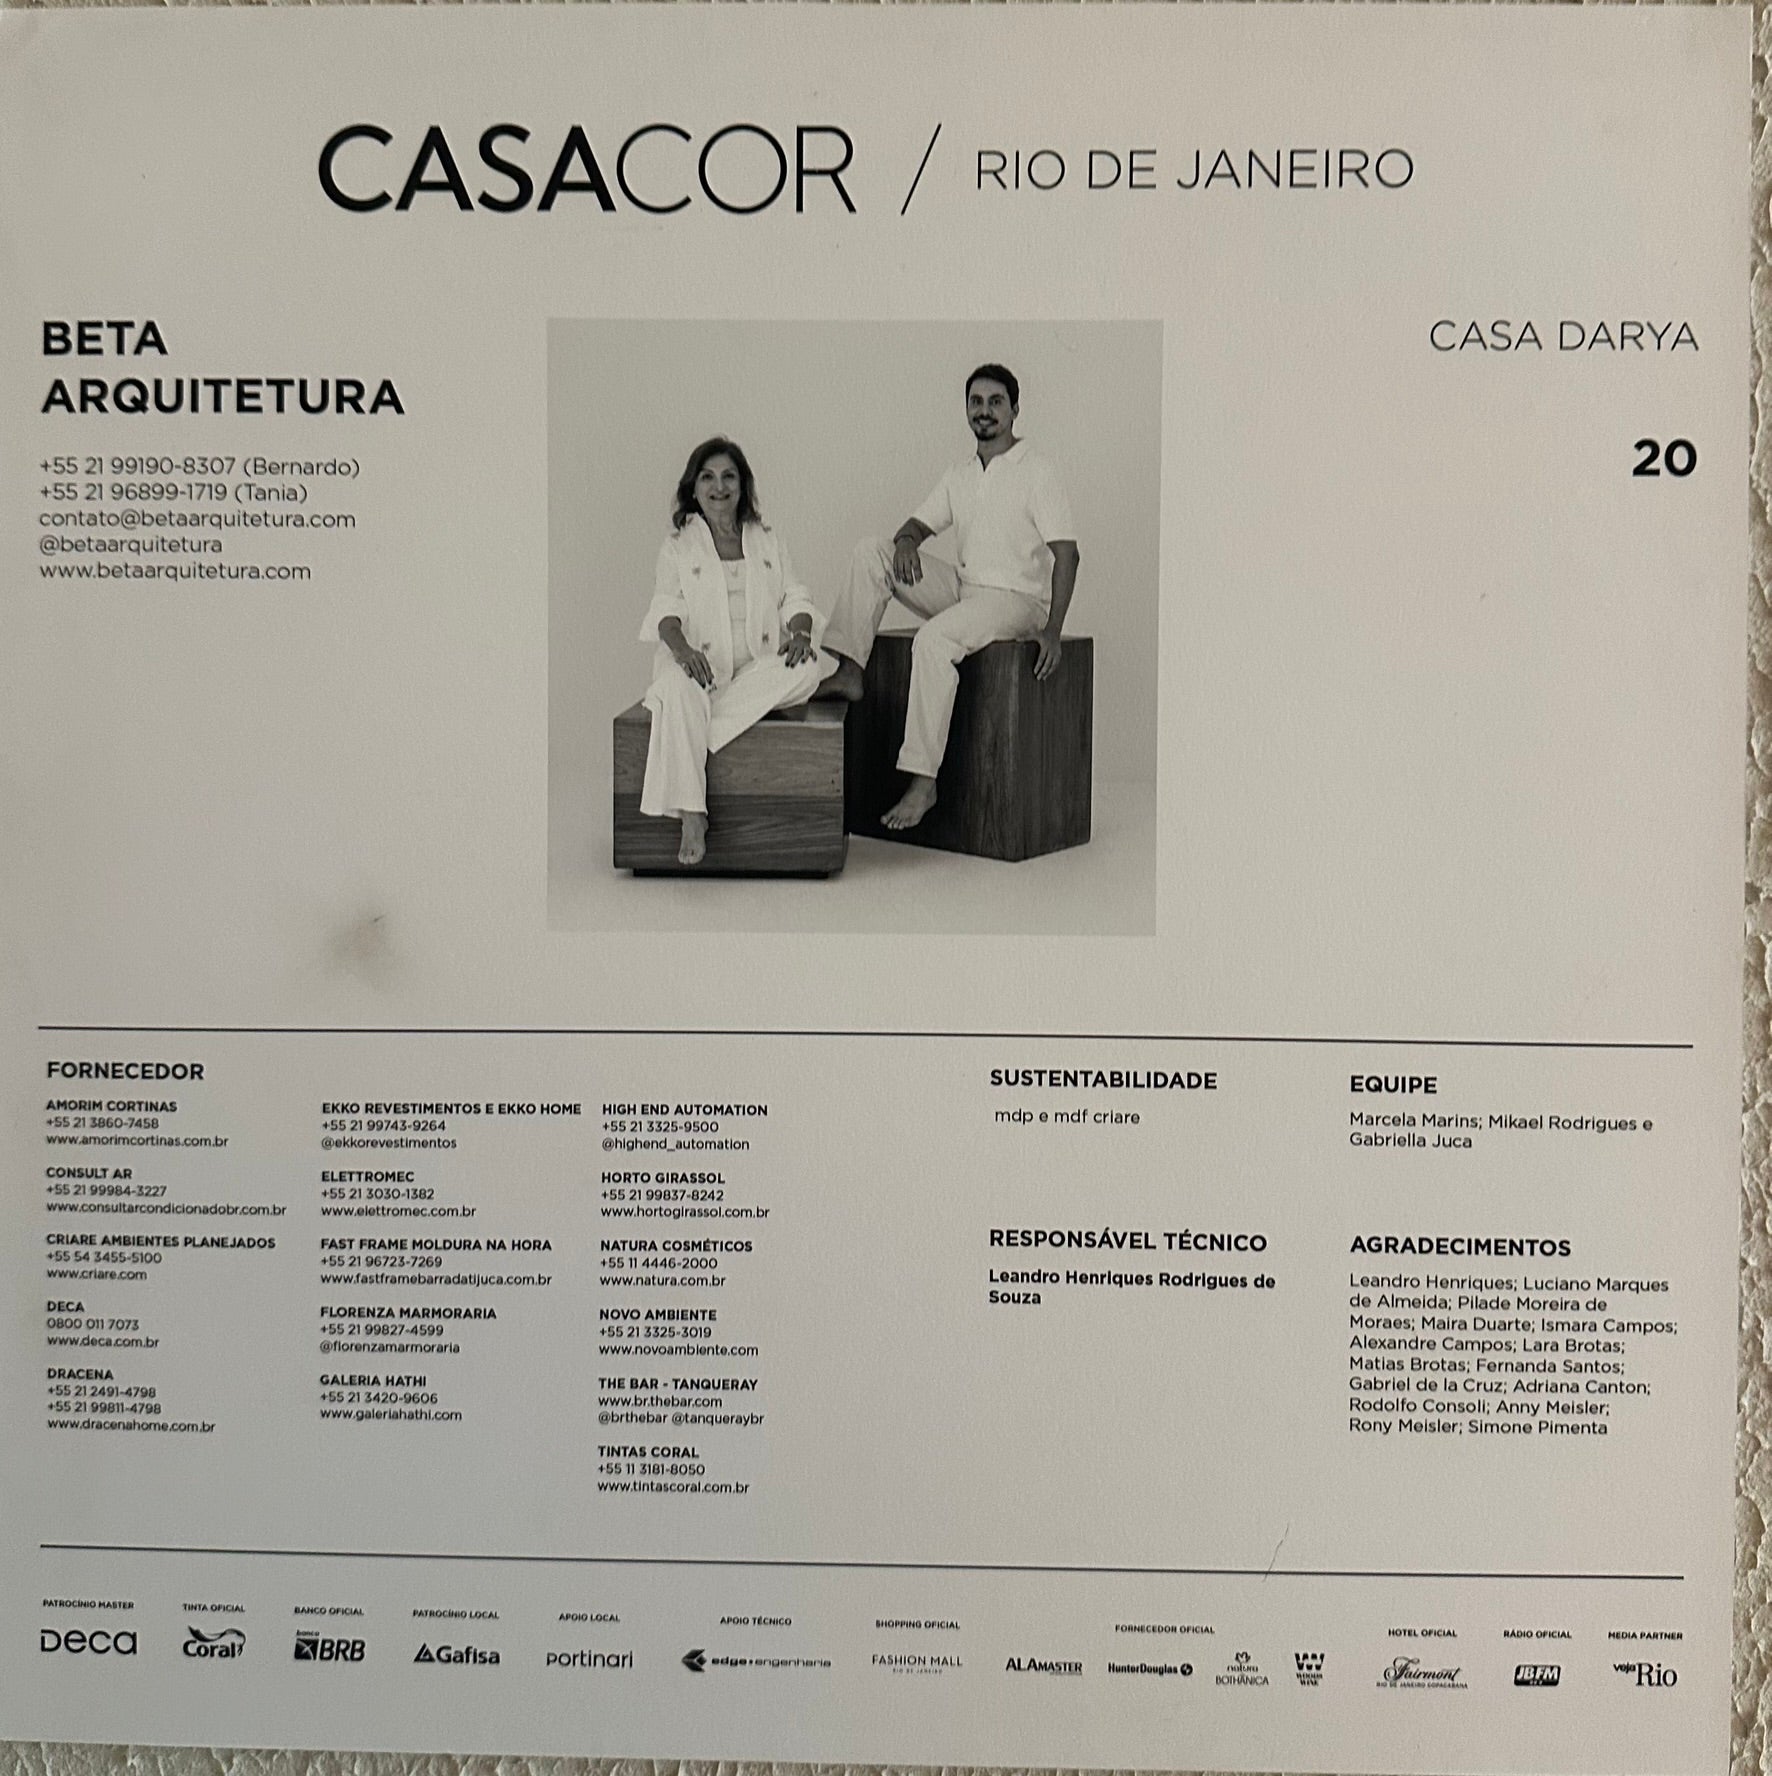 CASACOR / RIO DE JANEIRO
BETA
ARQUITETURA
+55 21 99190-8307 (Bernardo)
+55 21 96899-1719 (Tania)
contato@betaarquitetura.com
@betaarquitetura
www.betaarquitetura.com
CASA DARYA
20
FORNECEDOR
AMORIM CORTINAS
+55 21 3860-7458
www.amorimcortinas.com.br
CONSULT AR
+55 21 99984-3227
www.consultarcondicionadobr.com.br
CRIARE AMBIENTES PLANEJADOS
+55 54 3455-5100
www.criare.com
DECA
0800 011 7073
www.deca.com.br
DRACENA
+55 21 2491-4798
+55 21 99811-4798
www.dracenahome.com.br
EKKO REVESTIMENTOS E EKKO HOME
+55 21 99743-9264
@ekkorevestimentos
ELETTROMEC
+55 21 3030-1382
www.elettromec.com.br
FAST FRAME MOLDURA NA HORA
+55 21 96723-7269
www.fastframebarradatijuca.com.br
FLORENZA MARMORARIA
+55 21 99827-4599
@florenzamarmoraria
GALERIA HATHI
+55 21 3420-9606
www.galeriahathi.com
HIGH END AUTOMATION
+55 21 3325-9500
@highend_automation
HORTO GIRASSOL
+55 21 99837-8242
www.hortogirassol.com.br
NATURA COSMÉTICOS
+55 11 4446-2000
www.natura.com.br
NOVO AMBIENTE
+55 21 3325-3019
www.novoambiente.com
THE BAR - TANQUERAY
www.br.thebar.com
@brthebar @tanqueraybr
TINTAS CORAL
+55 11 3181-8050
www.tintascoral.com.br
SUSTENTABILIDADE
mdp e mdf criare
RESPONSÁVEL TÉCNICO
Leandro Henriques Rodrigues de
Souza
EQUIPE
Marcela Marins; Mikael Rodrigues e
Gabriella Juca
AGRADECIMENTOS
Leandro Henriques; Luciano Marques
de Almeida; Pilade Moreira de
Moraes; Maira Duarte; Ismara Campos;
Alexandre Campos; Lara Brotas;
Matias Brotas; Fernanda Santos;
Gabriel de la Cruz; Adriana Canton;
Rodolfo Consoli; Anny Meisler;
Rony Meisler; Simone Pimenta
PATROCÍNIO MASTER
Deca
TINTA OFICIAL
Coral
BANCO OFICIAL
banco
BRB
PATROCÍNIO LOCAL
Gafisa
APOIO LOCAL
portinari
APOIO TÉCNICO
edge•engenharia
SHOPPING OFICIAL
FASHION MALL
RIO DE JANEIRO
FORNECEDOR OFICIAL
ALAMASTER
HunterDouglas
natura
BOTHÂNICA
WOODS
WINE
HOTEL OFICIAL
Fairmont
RIO DE JANEIRO COPACABANA
RÁDIO OFICIAL
JBFM
MEDIA PARTNER
veja Rio